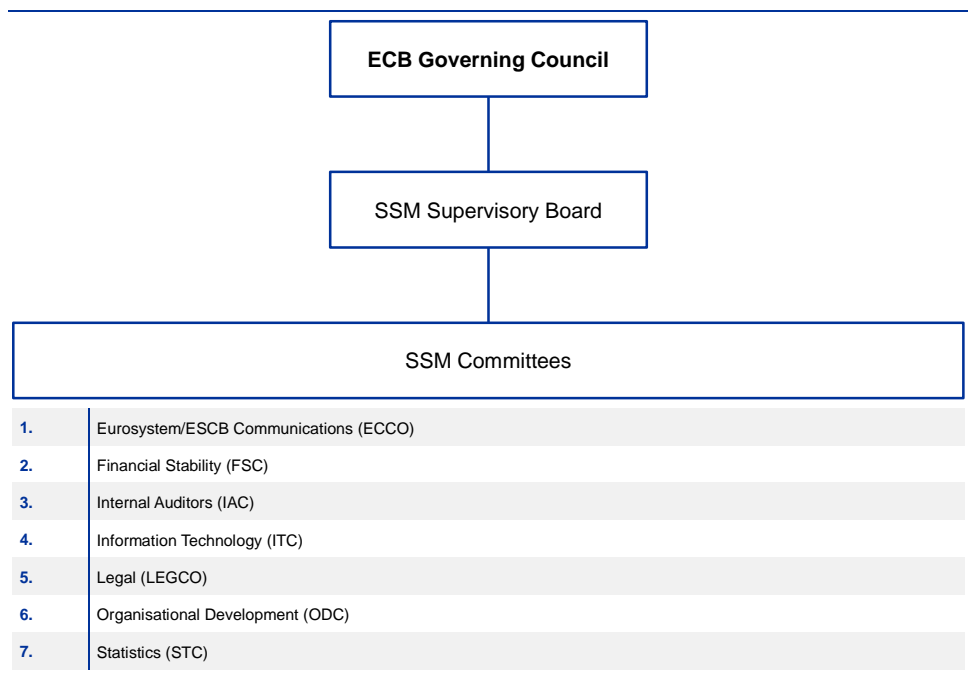 ECB Governing Council
SSM Supervisory Board
SSM Committees
1. Eurosystem/ESCB Communications (ECCO)
2. Financial Stability (FSC)
3. Internal Auditors (IAC)
4. Information Technology (ITC)
5. Legal (LEGCO)
6. Organisational Development (ODC)
7. Statistics (STC)